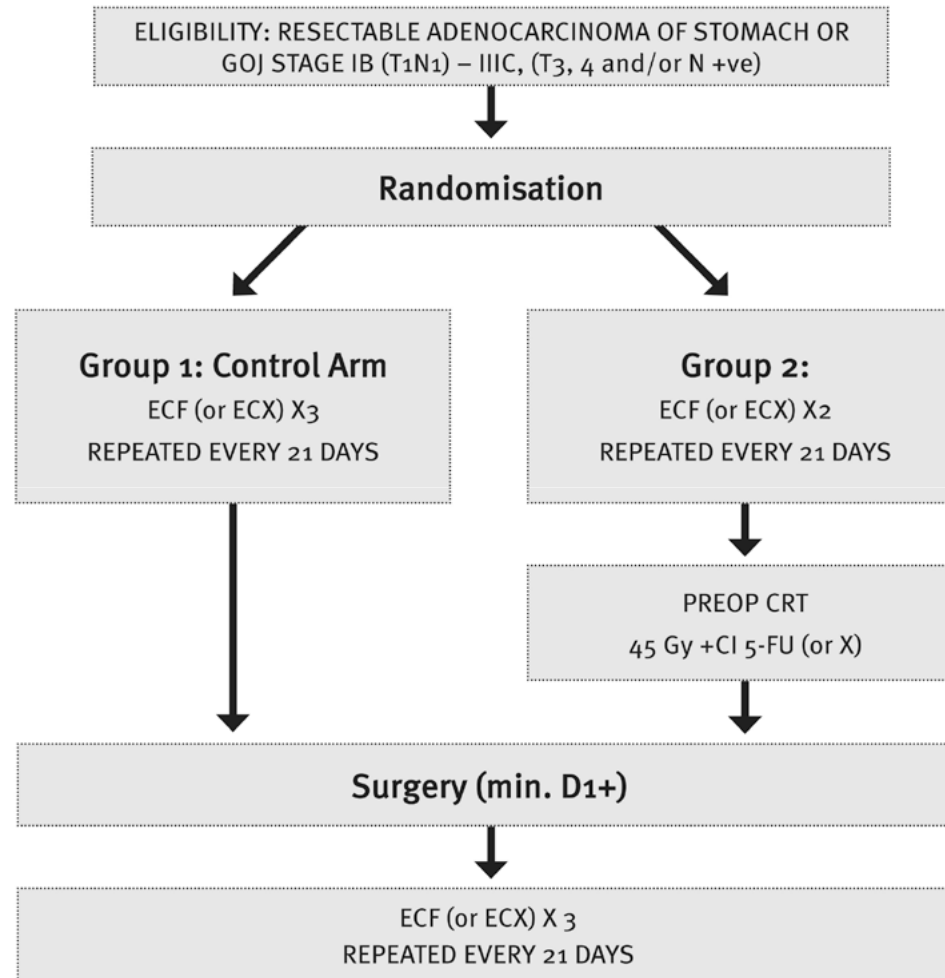 ELIGIBILITY: RESECTABLE ADENOCARCINOMA OF STOMACH OR
GOJ STAGE IB (T1N1) – IIIC, (T3, 4 and/or N +ve)
Randomisation
Group 1: Control Arm
ECF (or ECX) X3
REPEATED EVERY 21 DAYS
Group 2:
ECF (or ECX) X2
REPEATED EVERY 21 DAYS
PREOP CRT
45 Gy +CI 5-FU (or X)
Surgery (min. D1+)
ECF (or ECX) X 3
REPEATED EVERY 21 DAYS